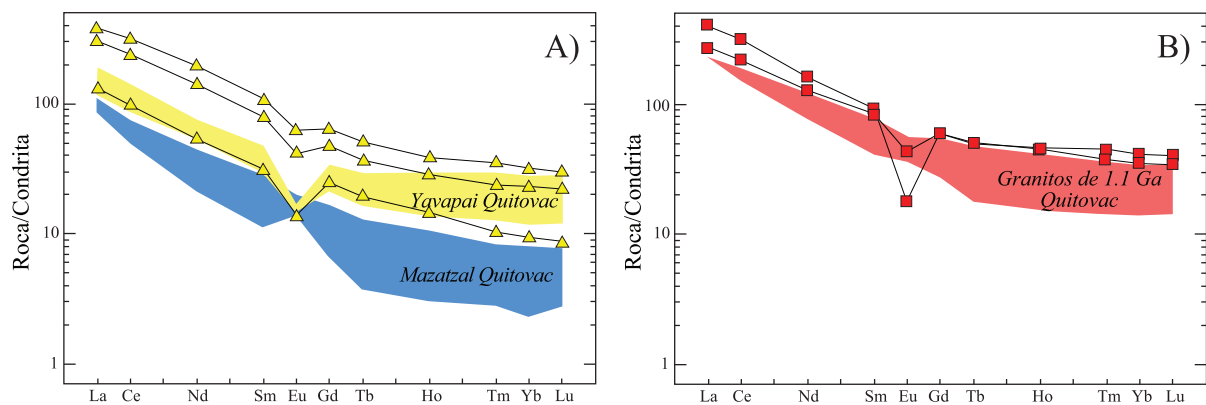 A)
Roca/Condrita
100
10
1
Yavapai Quitovac
Mazatzal Quitovac
La Ce Nd Sm Eu Gd Tb Ho Tm Yb Lu
B)
Roca/Condrita
100
10
1
Granitos de 1.1 Ga
Quitovac
La Ce Nd Sm Eu Gd Tb Ho Tm Yb Lu